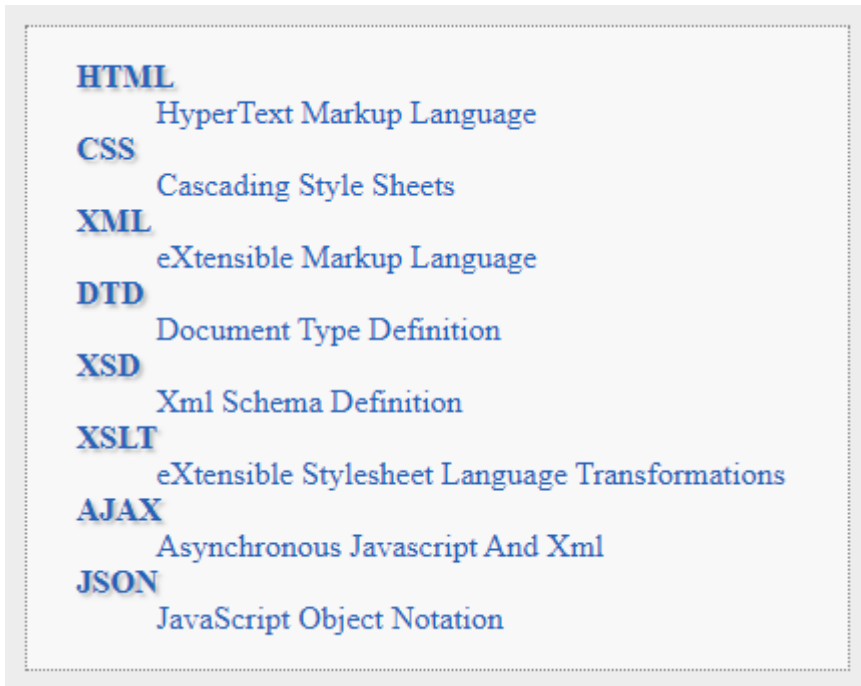 HTML
HyperText Markup Language
CSS
Cascading Style Sheets
XML
eXtensible Markup Language
DTD
Document Type Definition
XSD
Xml Schema Definition
XSLT
eXtensible Stylesheet Language Transformations
AJAX
Asynchronous Javascript And Xml
JSON
JavaScript Object Notation